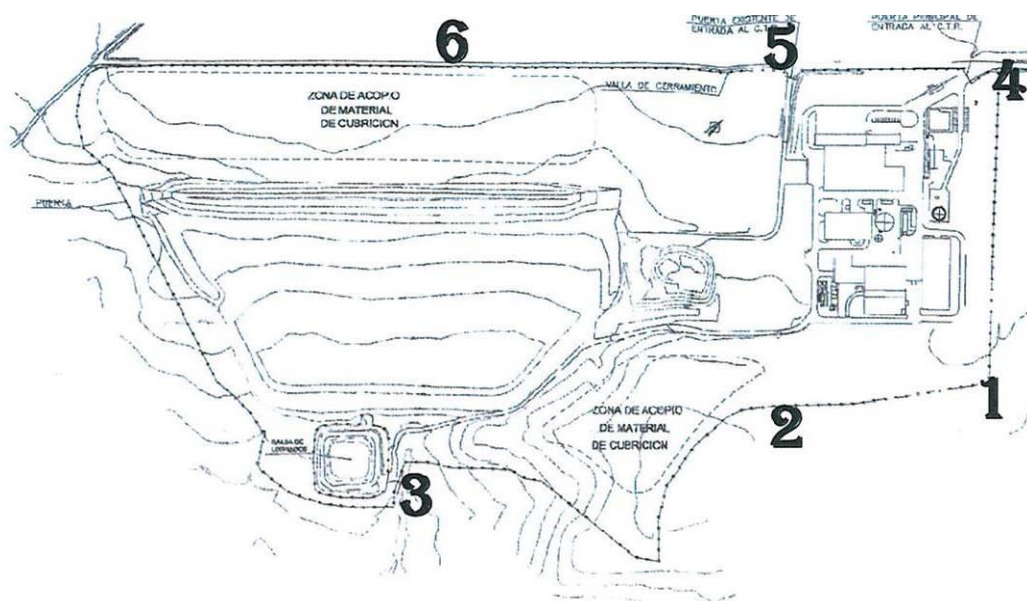 PUERTA EXISTENTE DE
ENTRADA AL C.T.R.
PUERTA PRINCIPAL DE
ENTRADA AL C.T.R.
6
5
4
VALLA DE CERRAMIENTO
ZONA DE ACOPIO
DE MATERIAL
DE CUBRICION
PUERTA
1
2
ZONA DE ACOPIO
DE MATERIAL
DE CUBRICION
BALSA DE
LIXIVIADOS
3